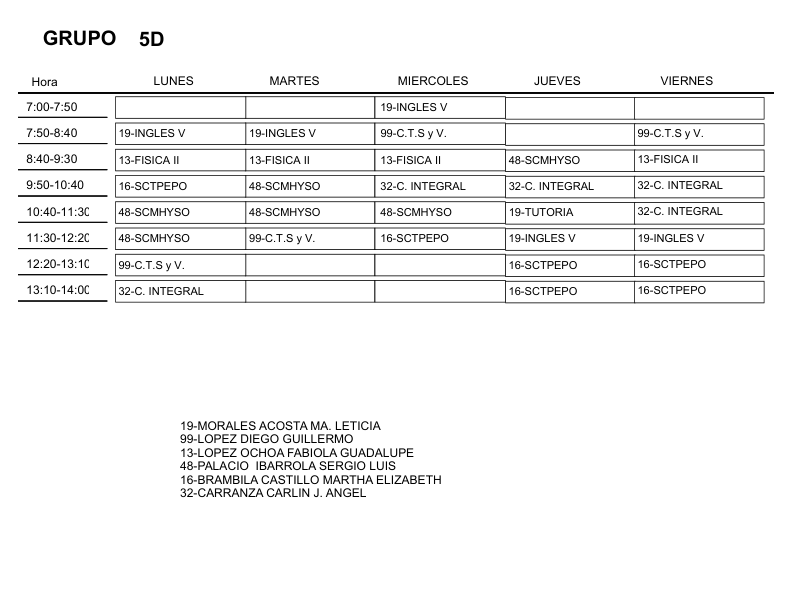 GRUPO 5D
Hora LUNES MARTES MIERCOLES JUEVES VIERNES
7:00-7:50 19-INGLES V
7:50-8:40 19-INGLES V 19-INGLES V 99-C.T.S y V. 99-C.T.S y V.
8:40-9:30 13-FISICA II 13-FISICA II 13-FISICA II 48-SCMHYSO 13-FISICA II
9:50-10:40 16-SCTPEPO 48-SCMHYSO 32-C. INTEGRAL 32-C. INTEGRAL 32-C. INTEGRAL
10:40-11:30 48-SCMHYSO 48-SCMHYSO 48-SCMHYSO 19-TUTORIA 32-C. INTEGRAL
11:30-12:20 48-SCMHYSO 99-C.T.S y V. 16-SCTPEPO 19-INGLES V 19-INGLES V
12:20-13:10 99-C.T.S y V. 16-SCTPEPO 16-SCTPEPO
13:10-14:00 32-C. INTEGRAL 16-SCTPEPO 16-SCTPEPO
19-MORALES ACOSTA MA. LETICIA
99-LOPEZ DIEGO GUILLERMO
13-LOPEZ OCHOA FABIOLA GUADALUPE
48-PALACIO IBARROLA SERGIO LUIS
16-BRAMBILA CASTILLO MARTHA ELIZABETH
32-CARRANZA CARLIN J. ANGEL